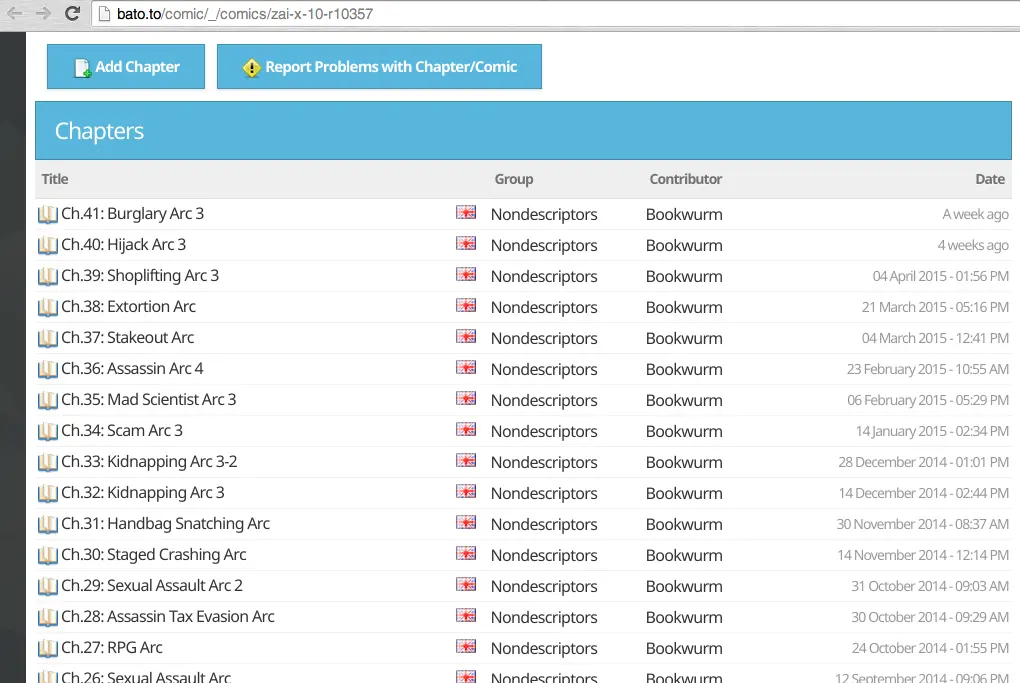 bato.to/comic/_/comics/zai-x-10-r10357
Add Chapter Report Problems with Chapter/Comic
Chapters
Title Group Contributor Date
Ch.41: Burglary Arc 3 Nondescriptors Bookwurm A week ago
Ch.40: Hijack Arc 3 Nondescriptors Bookwurm 4 weeks ago
Ch.39: Shoplifting Arc 3 Nondescriptors Bookwurm 04 April 2015 - 01:56 PM
Ch.38: Extortion Arc Nondescriptors Bookwurm 21 March 2015 - 05:16 PM
Ch.37: Stakeout Arc Nondescriptors Bookwurm 04 March 2015 - 12:41 PM
Ch.36: Assassin Arc 4 Nondescriptors Bookwurm 23 February 2015 - 10:55 AM
Ch.35: Mad Scientist Arc 3 Nondescriptors Bookwurm 06 February 2015 - 05:29 PM
Ch.34: Scam Arc 3 Nondescriptors Bookwurm 14 January 2015 - 02:34 PM
Ch.33: Kidnapping Arc 3-2 Nondescriptors Bookwurm 28 December 2014 - 01:01 PM
Ch.32: Kidnapping Arc 3 Nondescriptors Bookwurm 14 December 2014 - 02:44 PM
Ch.31: Handbag Snatching Arc Nondescriptors Bookwurm 30 November 2014 - 08:37 AM
Ch.30: Staged Crashing Arc Nondescriptors Bookwurm 14 November 2014 - 12:14 PM
Ch.29: Sexual Assault Arc 2 Nondescriptors Bookwurm 31 October 2014 - 09:03 AM
Ch.28: Assassin Tax Evasion Arc Nondescriptors Bookwurm 30 October 2014 - 09:29 AM
Ch.27: RPG Arc Nondescriptors Bookwurm 24 October 2014 - 01:55 PM
Ch.26: Sexual Assault Arc Nondescriptors Bookwurm 12 September 2014 - 09:06 PM